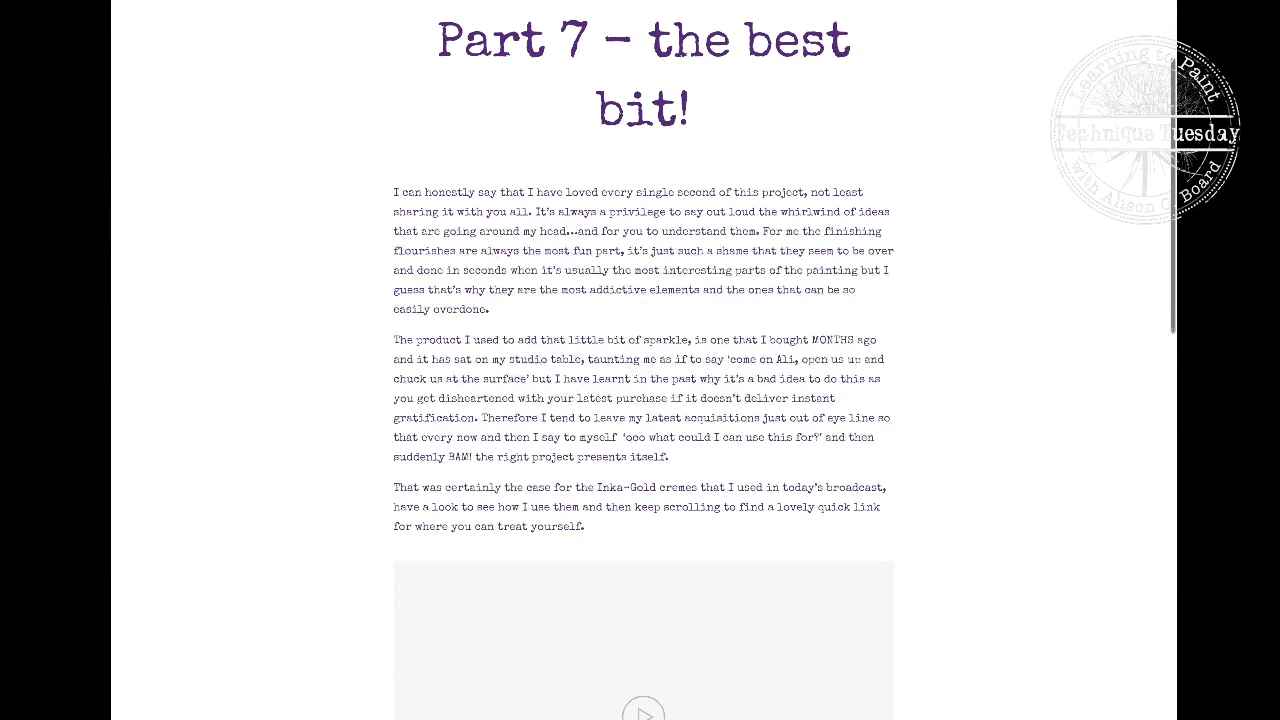 Part 7 – the best
bit!
Learning to Paint
Technique Tuesday
with Alison C. Board
I can honestly say that I have loved every single second of this project, not least
sharing it with you all. It’s always a privilege to say out loud the whirlwind of ideas
that are going around my head…and for you to understand them. For me the finishing
flourishes are always the most fun part, it’s just such a shame that they seem to be over
and done in seconds when it’s usually the most interesting parts of the painting but I
guess that’s why they are the most addictive elements and the ones that can be so
easily overdone.
The product I used to add that little bit of sparkle, is one that I bought MONTHS ago
and it has sat on my studio table, taunting me as if to say ‘come on Ali, open us up and
chuck us at the surface’ but I have learnt in the past why it’s a bad idea to do this as
you get disheartened with your latest purchase if it doesn’t deliver instant
gratification. Therefore I tend to leave my latest acquisitions just out of eye line so
that every now and then I say to myself ‘ooo what could I can use this for?’ and then
suddenly BAM! the right project presents itself.
That was certainly the case for the Inka-Gold cremes that I used in today’s broadcast,
have a look to see how I use them and then keep scrolling to find a lovely quick link
for where you can treat yourself.